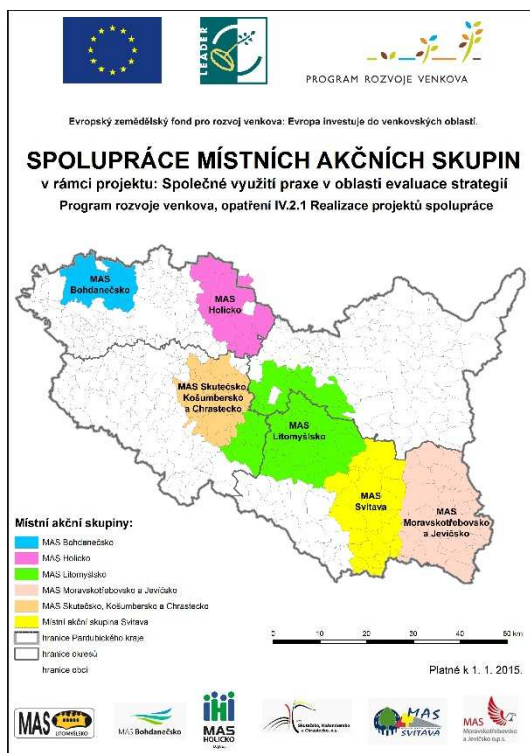 LEADER
PROGRAM ROZVOJE VENKOVA
Evropský zemědělský fond pro rozvoj venkova: Evropa investuje do venkovských oblastí.
SPOLUPRÁCE MÍSTNÍCH AKČNÍCH SKUPIN
v rámci projektu: Společné využití praxe v oblasti evaluace strategií
Program rozvoje venkova, opatření IV.2.1 Realizace projektů spolupráce
MAS
Bohdanečsko
MAS
Holicko
MAS Skutečsko,
Košumbersko
a Chrastecko
MAS
Litomyšlsko
MAS
Svitava
MAS
Moravskotřebovsko
a Jevíčsko
Místní akční skupiny:
MAS Bohdanečsko
MAS Holicko
MAS Litomyšlsko
MAS Moravskotřebovsko a Jevíčsko
MAS Skutečsko, Košumbersko a Chrastecko
Místní akční skupina Svitava
hranice Pardubického kraje
hranice okresů
hranice obcí
0 10 20 30 40 50 km
Platné k 1. 1. 2015.
MAS
LITOMYŠLSKO
MAS Bohdanečsko
MAS
HOLICKO
Skutečsko, Košumbersko
a Chrastecko, o.s.
MAS
SVITAVA
MAS
Moravskotřebovsko
a Jevíčsko o.p.s.